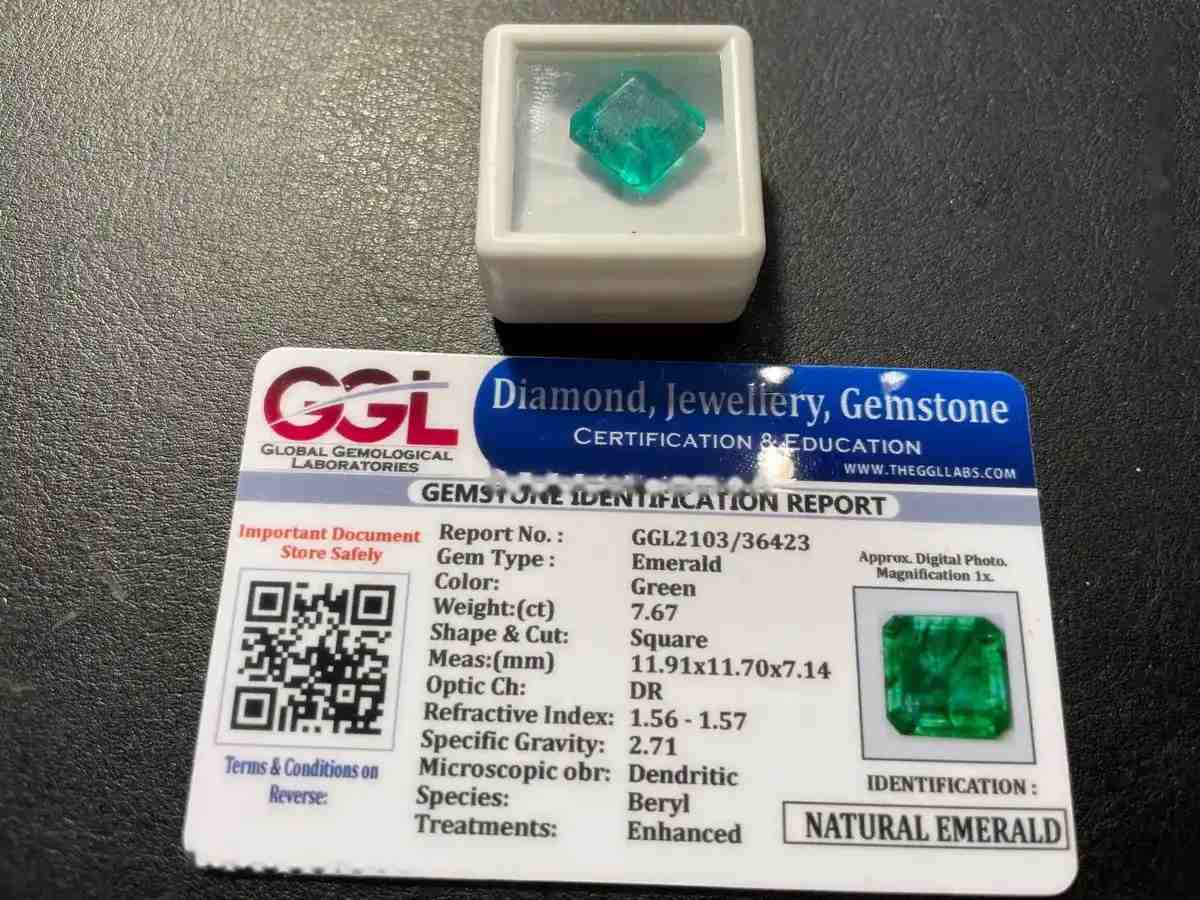 GGL
GLOBAL GEMOLOGICAL
LABORATORIES
Diamond, Jewellery, Gemstone
CERTIFICATION & EDUCATION
WWW.THEGGLLABS.COM
GEMSTONE IDENTIFICATION REPORT
Important Document
Store Safely
Report No. : GGL2103/36423
Gem Type : Emerald
Color: Green
Weight:(ct) 7.67
Shape & Cut: Square
Meas:(mm) 11.91x11.70x7.14
Optic Ch: DR
Refractive Index: 1.56 - 1.57
Specific Gravity: 2.71
Microscopic obr: Dendritic
Species: Beryl
Treatments: Enhanced
Terms & Conditions on
Reverse:
Approx. Digital Photo.
Magnification 1x.
IDENTIFICATION :
NATURAL EMERALD